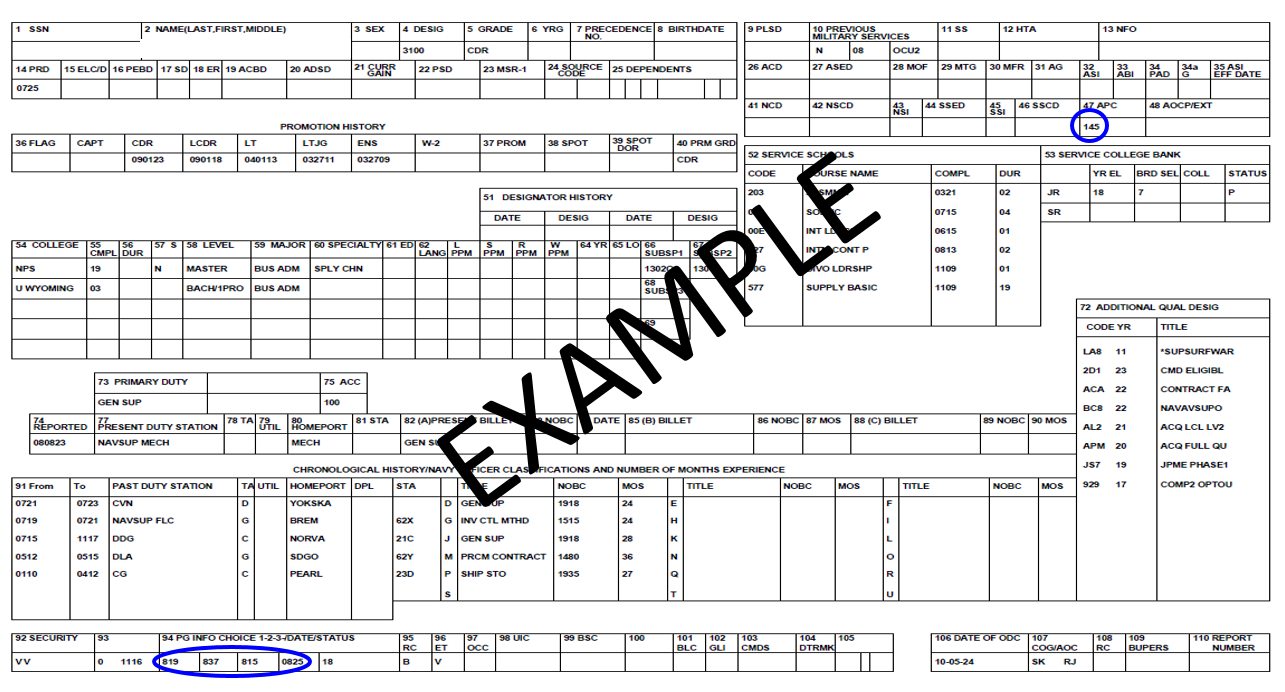 1 SSN 2 NAME(LAST,FIRST,MIDDLE) 3 SEX 4 DESIG 5 GRADE 6 YRG 7 PRECEDENCE NO. 8 BIRTHDATE
3100 CDR
14 PRD 15 ELC/D 16 PEBD 17 SD 18 ER 19 ACBD 20 ADSD 21 CURR GAIN 22 PSD 23 MSR-1 24 SOURCE CODE 25 DEPENDENTS
0725
9 PLSD 10 PREVIOUS MILITARY SERVICES 11 SS 12 HTA 13 NFO
N 08 OCU2
26 ACD 27 ASED 28 MOF 29 MTG 30 MFR 31 AG 32 ASI 33 ABI 34 PAD 34a G 35 ASI EFF DATE
41 NCD 42 NSCD 43 NSI 44 SSED 45 SSI 46 SSCD 47 APC 48 AOCP/EXT
145
PROMOTION HISTORY
36 FLAG CAPT CDR LCDR LT LTJG ENS W-2 37 PROM 38 SPOT 39 SPOT DOR 40 PRM GRD
090123 090118 040113 032711 032709 CDR
52 SERVICE SCHOOLS
CODE COURSE NAME COMPL DUR
203 0321 02
0715 04
00E INT 0615 01
CONT P 0813 02
DIVO LDRSHP 1109 01
577 SUPPLY BASIC 1109 19
53 SERVICE COLLEGE BANK
YR EL BRD SEL COLL STATUS
JR 18 7 P
SR
51 DESIGNATOR HISTORY
DATE DESIG DATE DESIG
54 COLLEGE 55 CMPL 56 DUR 57 S 58 LEVEL 59 MAJOR 60 SPECIALTY 61 ED 62 LANG L PPM S PPM R PPM W PPM 64 YR 65 LO 66 SUBSP1 67 SUBSP2
NPS 19 N MASTER BUS ADM SPLY CHN
U WYOMING 03 BACH/1PRO BUS ADM 68
69
72 ADDITIONAL QUAL DESIG
CODE YR TITLE
LA8 11 *SUPSURFWAR
2D1 23 CMD ELIGIBL
ACA 22 CONTRACT FA
BC8 22 NAVAVSUPO
AL2 21 ACQ LCL LV2
APM 20 ACQ FULL QU
JS7 19 JPME PHASE1
929 17 COMP2 OPTOU
73 PRIMARY DUTY 75 ACC
GEN SUP 100
74 REPORTED 77 PRESENT DUTY STATION 78 TA 79 UTIL 80 HOMEPORT 81 STA 82 (A)PRESENT BILLET NOBC DATE 85 (B) BILLET 86 NOBC 87 MOS 88 (C) BILLET 89 NOBC 90 MOS
080823 NAVSUP MECH MECH GEN
CHRONOLOGICAL HISTORY/NAVY OFFICER CLASSIFICATIONS AND NUMBER OF MONTHS EXPERIENCE
91 From To PAST DUTY STATION TA UTIL HOMEPORT DPL STA TITLE NOBC MOS TITLE NOBC MOS TITLE NOBC MOS
0721 0723 CVN D YOKSKA D GEN SUP 1918 24 E F
0719 0721 NAVSUP FLC G BREM 62X G INV CTL MTHD 1515 24 H I
0715 1117 DDG C NORVA 21C J GEN SUP 1918 28 K L
0512 0515 DLA G SDGO 62Y M PRCM CONTRACT 1480 36 N O
0110 0412 CG C PEARL 23D P SHIP STO 1935 27 Q R
S T U
92 SECURITY 93 94 PG INFO CHOICE 1-2-3-/DATE/STATUS 95 RC 96 ET 97 OCC 98 UIC 99 BSC 100 101 BLC 102 GLI 103 CMDS 104 DTRMK 105
V V 0 1116 819 837 815 0825 18 B V
106 DATE OF ODC 107 COG/AOC 108 RC 109 BUPERS 110 REPORT NUMBER
10-05-24 SK RJ
EXAMPLE